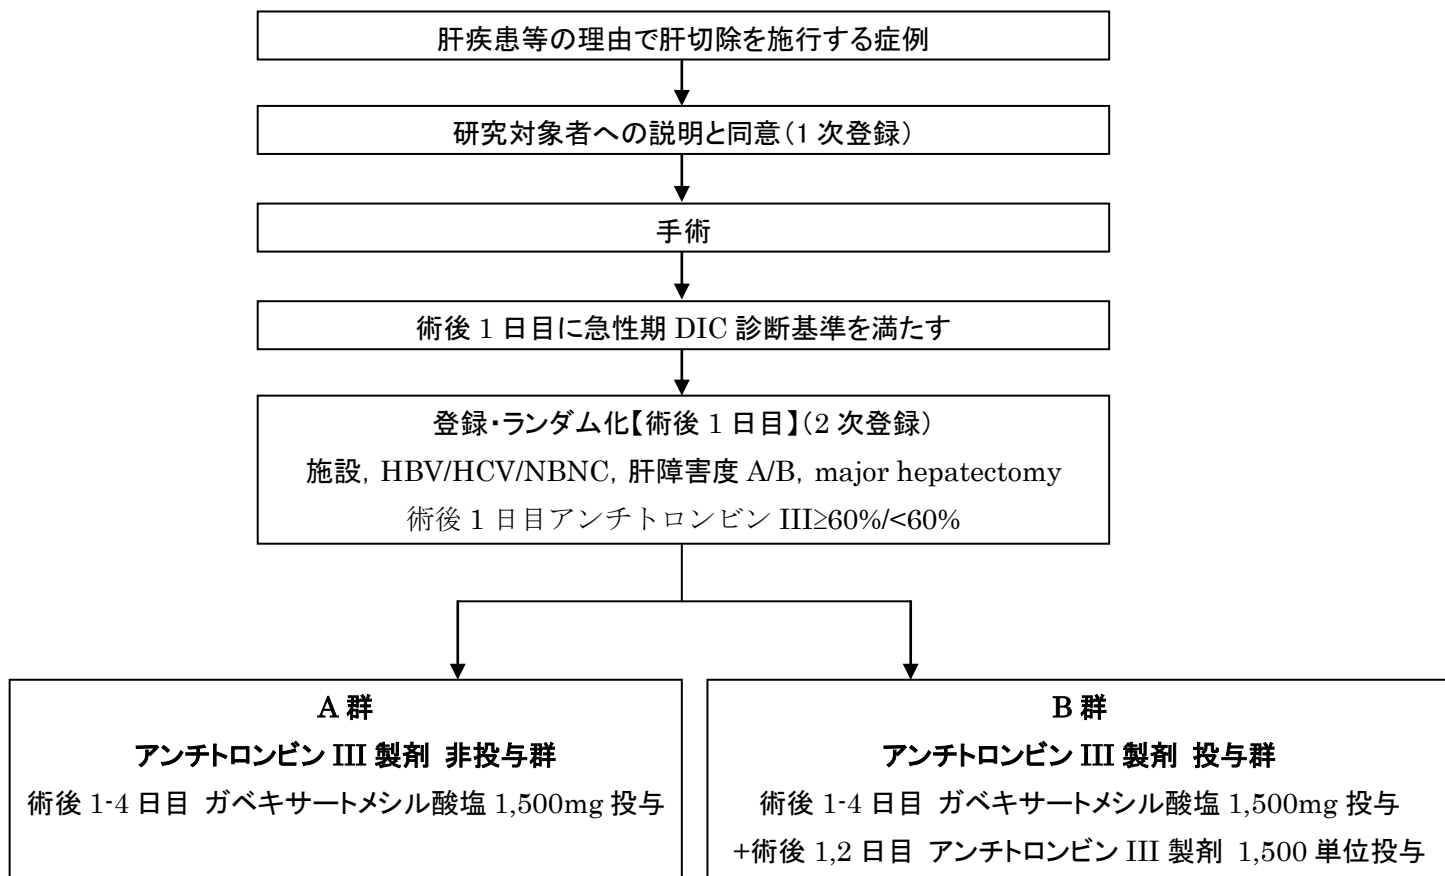 肝疾患等の理由で肝切除を施行する症例
研究対象者への説明と同意(1 次登録)
手術
術後 1 日目に急性期 DIC 診断基準を満たす
登録・ランダム化【術後 1 日目】(2 次登録)
施設, HBV/HCV/NBNC, 肝障害度 A/B, major hepatectomy
術後 1 日目アンチトロンビン III≥60%/<60%
A 群
アンチトロンビン III 製剤 非投与群
術後 1-4 日目 ガベキサートメシル酸塩 1,500mg 投与
B 群
アンチトロンビン III 製剤 投与群
術後 1-4 日目 ガベキサートメシル酸塩 1,500mg 投与
+術後 1,2 日目 アンチトロンビン III 製剤 1,500 単位投与